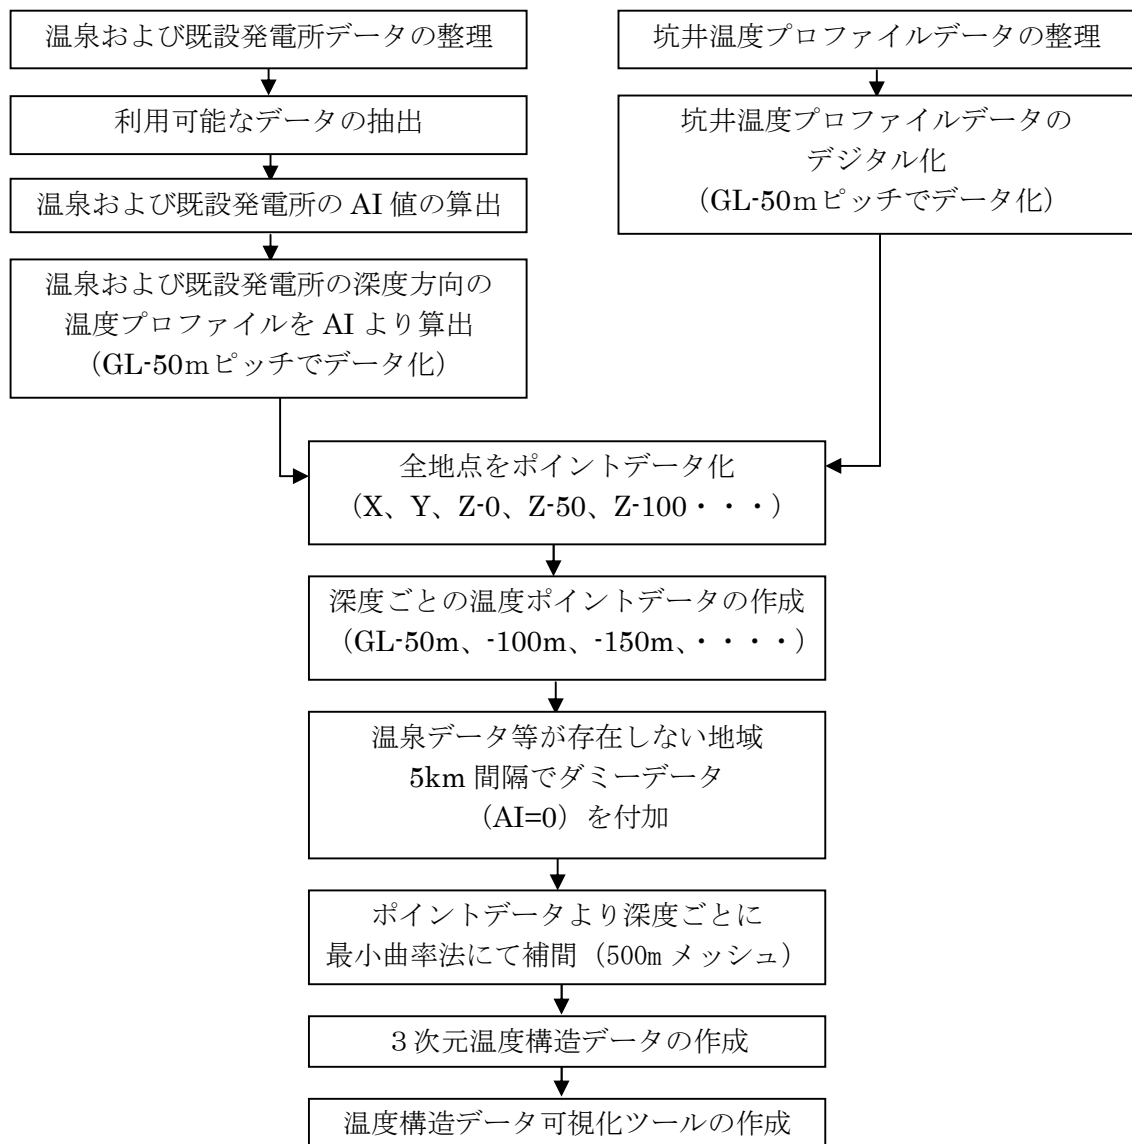 温泉および既設発電所データの整理
利用可能なデータの抽出
温泉および既設発電所の AI 値の算出
温泉および既設発電所の深度方向の
温度プロファイルを AI より算出
（GL-50ｍピッチでデータ化）
坑井温度プロファイルデータの整理
坑井温度プロファイルデータの
デジタル化
（GL-50ｍピッチでデータ化）
全地点をポイントデータ化
（X、Y、Z-0、Z-50、Z-100・・・）
深度ごとの温度ポイントデータの作成
（GL-50m、-100m、-150m、・・・・）
温泉データ等が存在しない地域
5km 間隔でダミーデータ
（AI=0）を付加
ポイントデータより深度ごとに
最小曲率法にて補間（500m メッシュ）
３次元温度構造データの作成
温度構造データ可視化ツールの作成